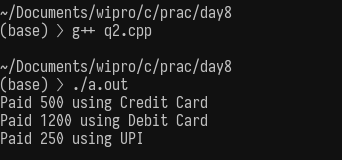 ~/Documents/wipro/c/prac/day8
(base) > g++ q2.cpp
~/Documents/wipro/c/prac/day8
(base) > ./a.out
Paid 500 using Credit Card
Paid 1200 using Debit Card
Paid 250 using UPI